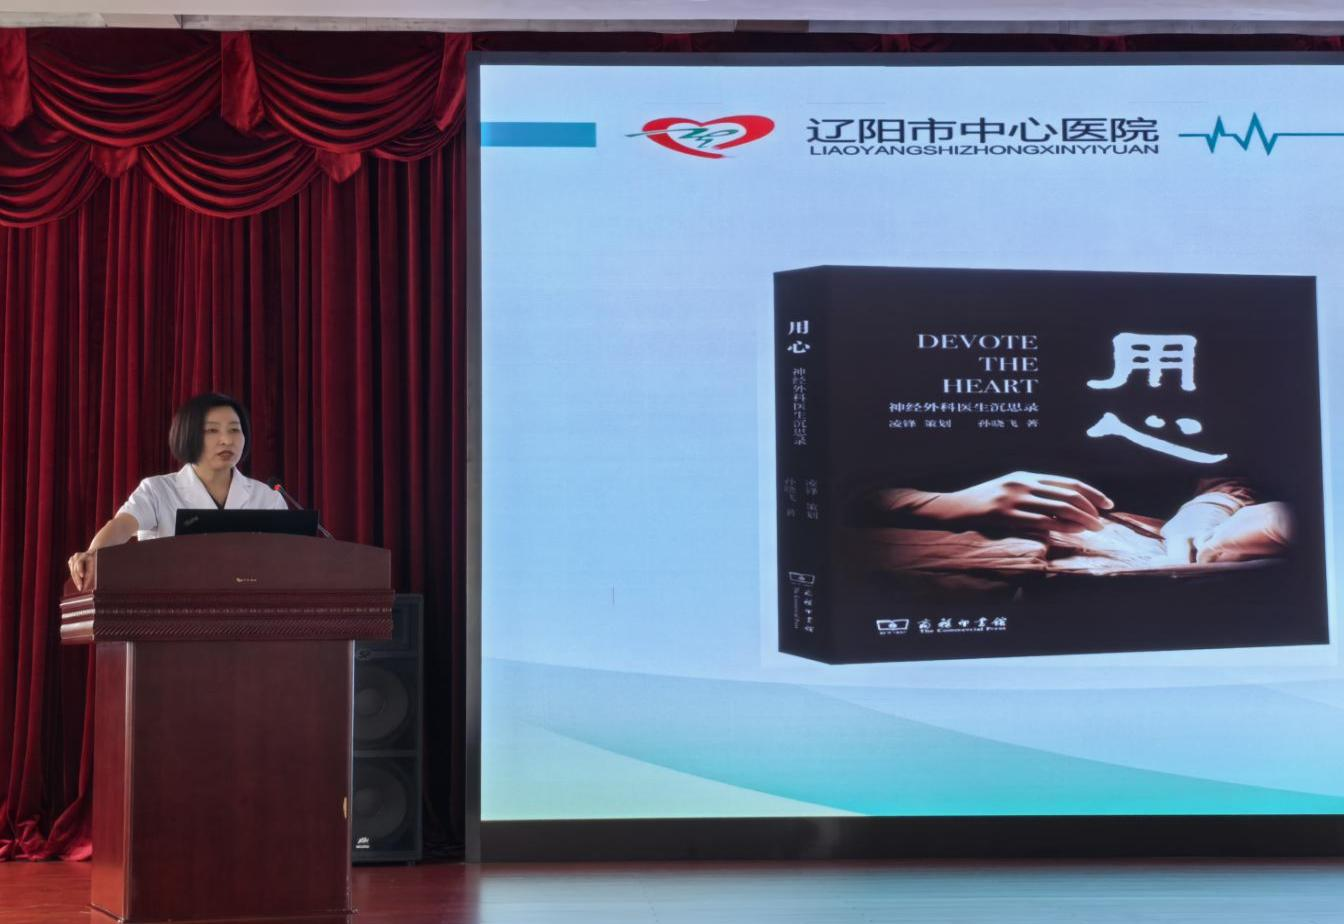 辽阳市中心医院
LIAOYANGSHIZHONGXINYIYUAN
用心
神经外科医生沉思录
凌锋 策划
孙晓飞 著
The Commercial Press
DEVOTE
THE
HEART
神经外科医生沉思录
凌锋 策划 孙晓飞 著
用
心
商务印书馆
The Commercial Press